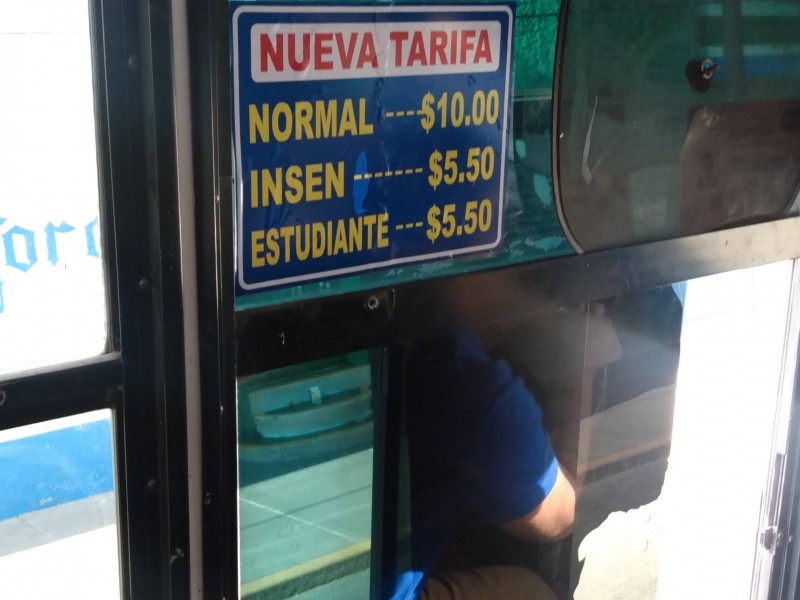 NUEVA TARIFA
NORMAL ----$10.00
INSEN -------$5.50
ESTUDIANTE ---$5.50